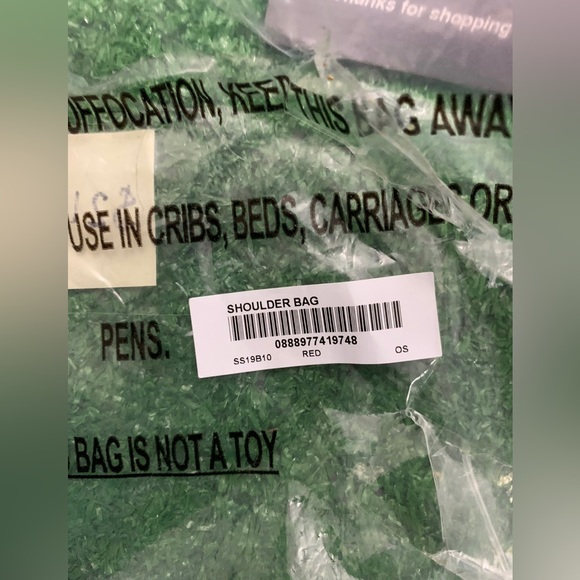 thanks for shopping
UFFOCATION, KEEP THIS BAG AWA
USE IN CRIBS, BEDS, CARRIAGES OR
SHOULDER BAG
0888977419748
SS19B10 RED OS
PENS.
BAG IS NOT A TOY